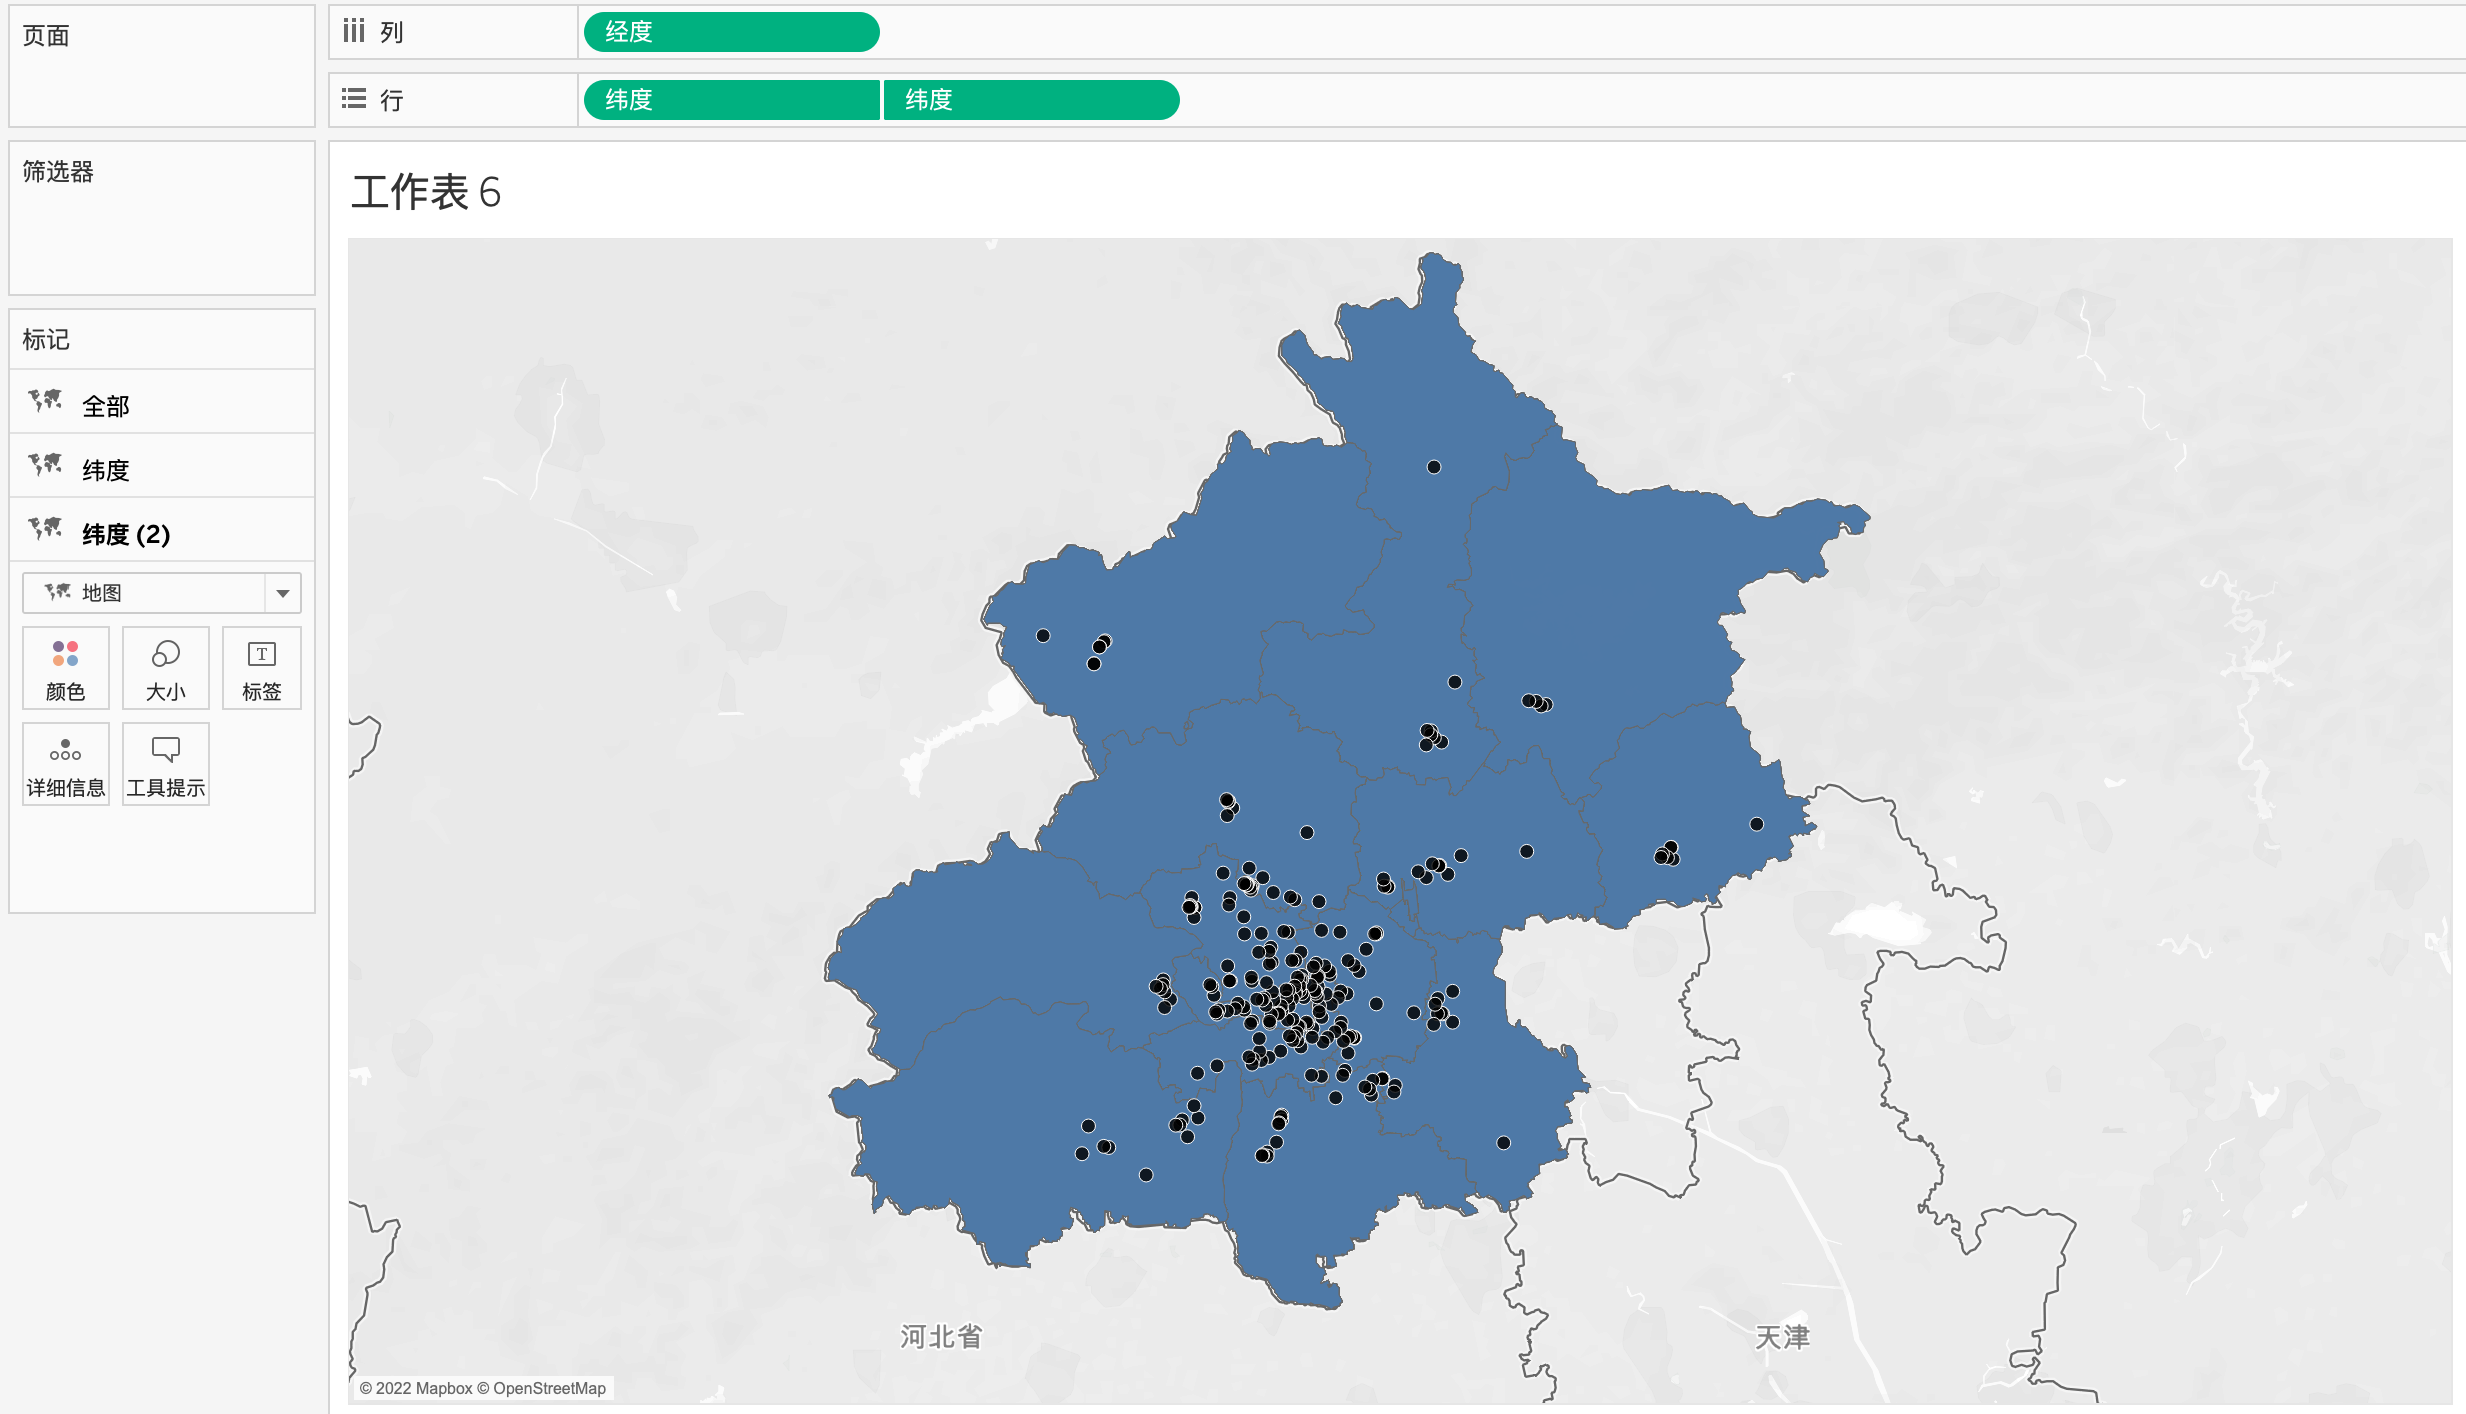 页面
列
经度
行
纬度
纬度
筛选器
工作表 6
标记
全部
纬度
纬度 (2)
地图
颜色
大小
T
标签
详细信息
工具提示
河北省
天津
© 2022 Mapbox © OpenStreetMap